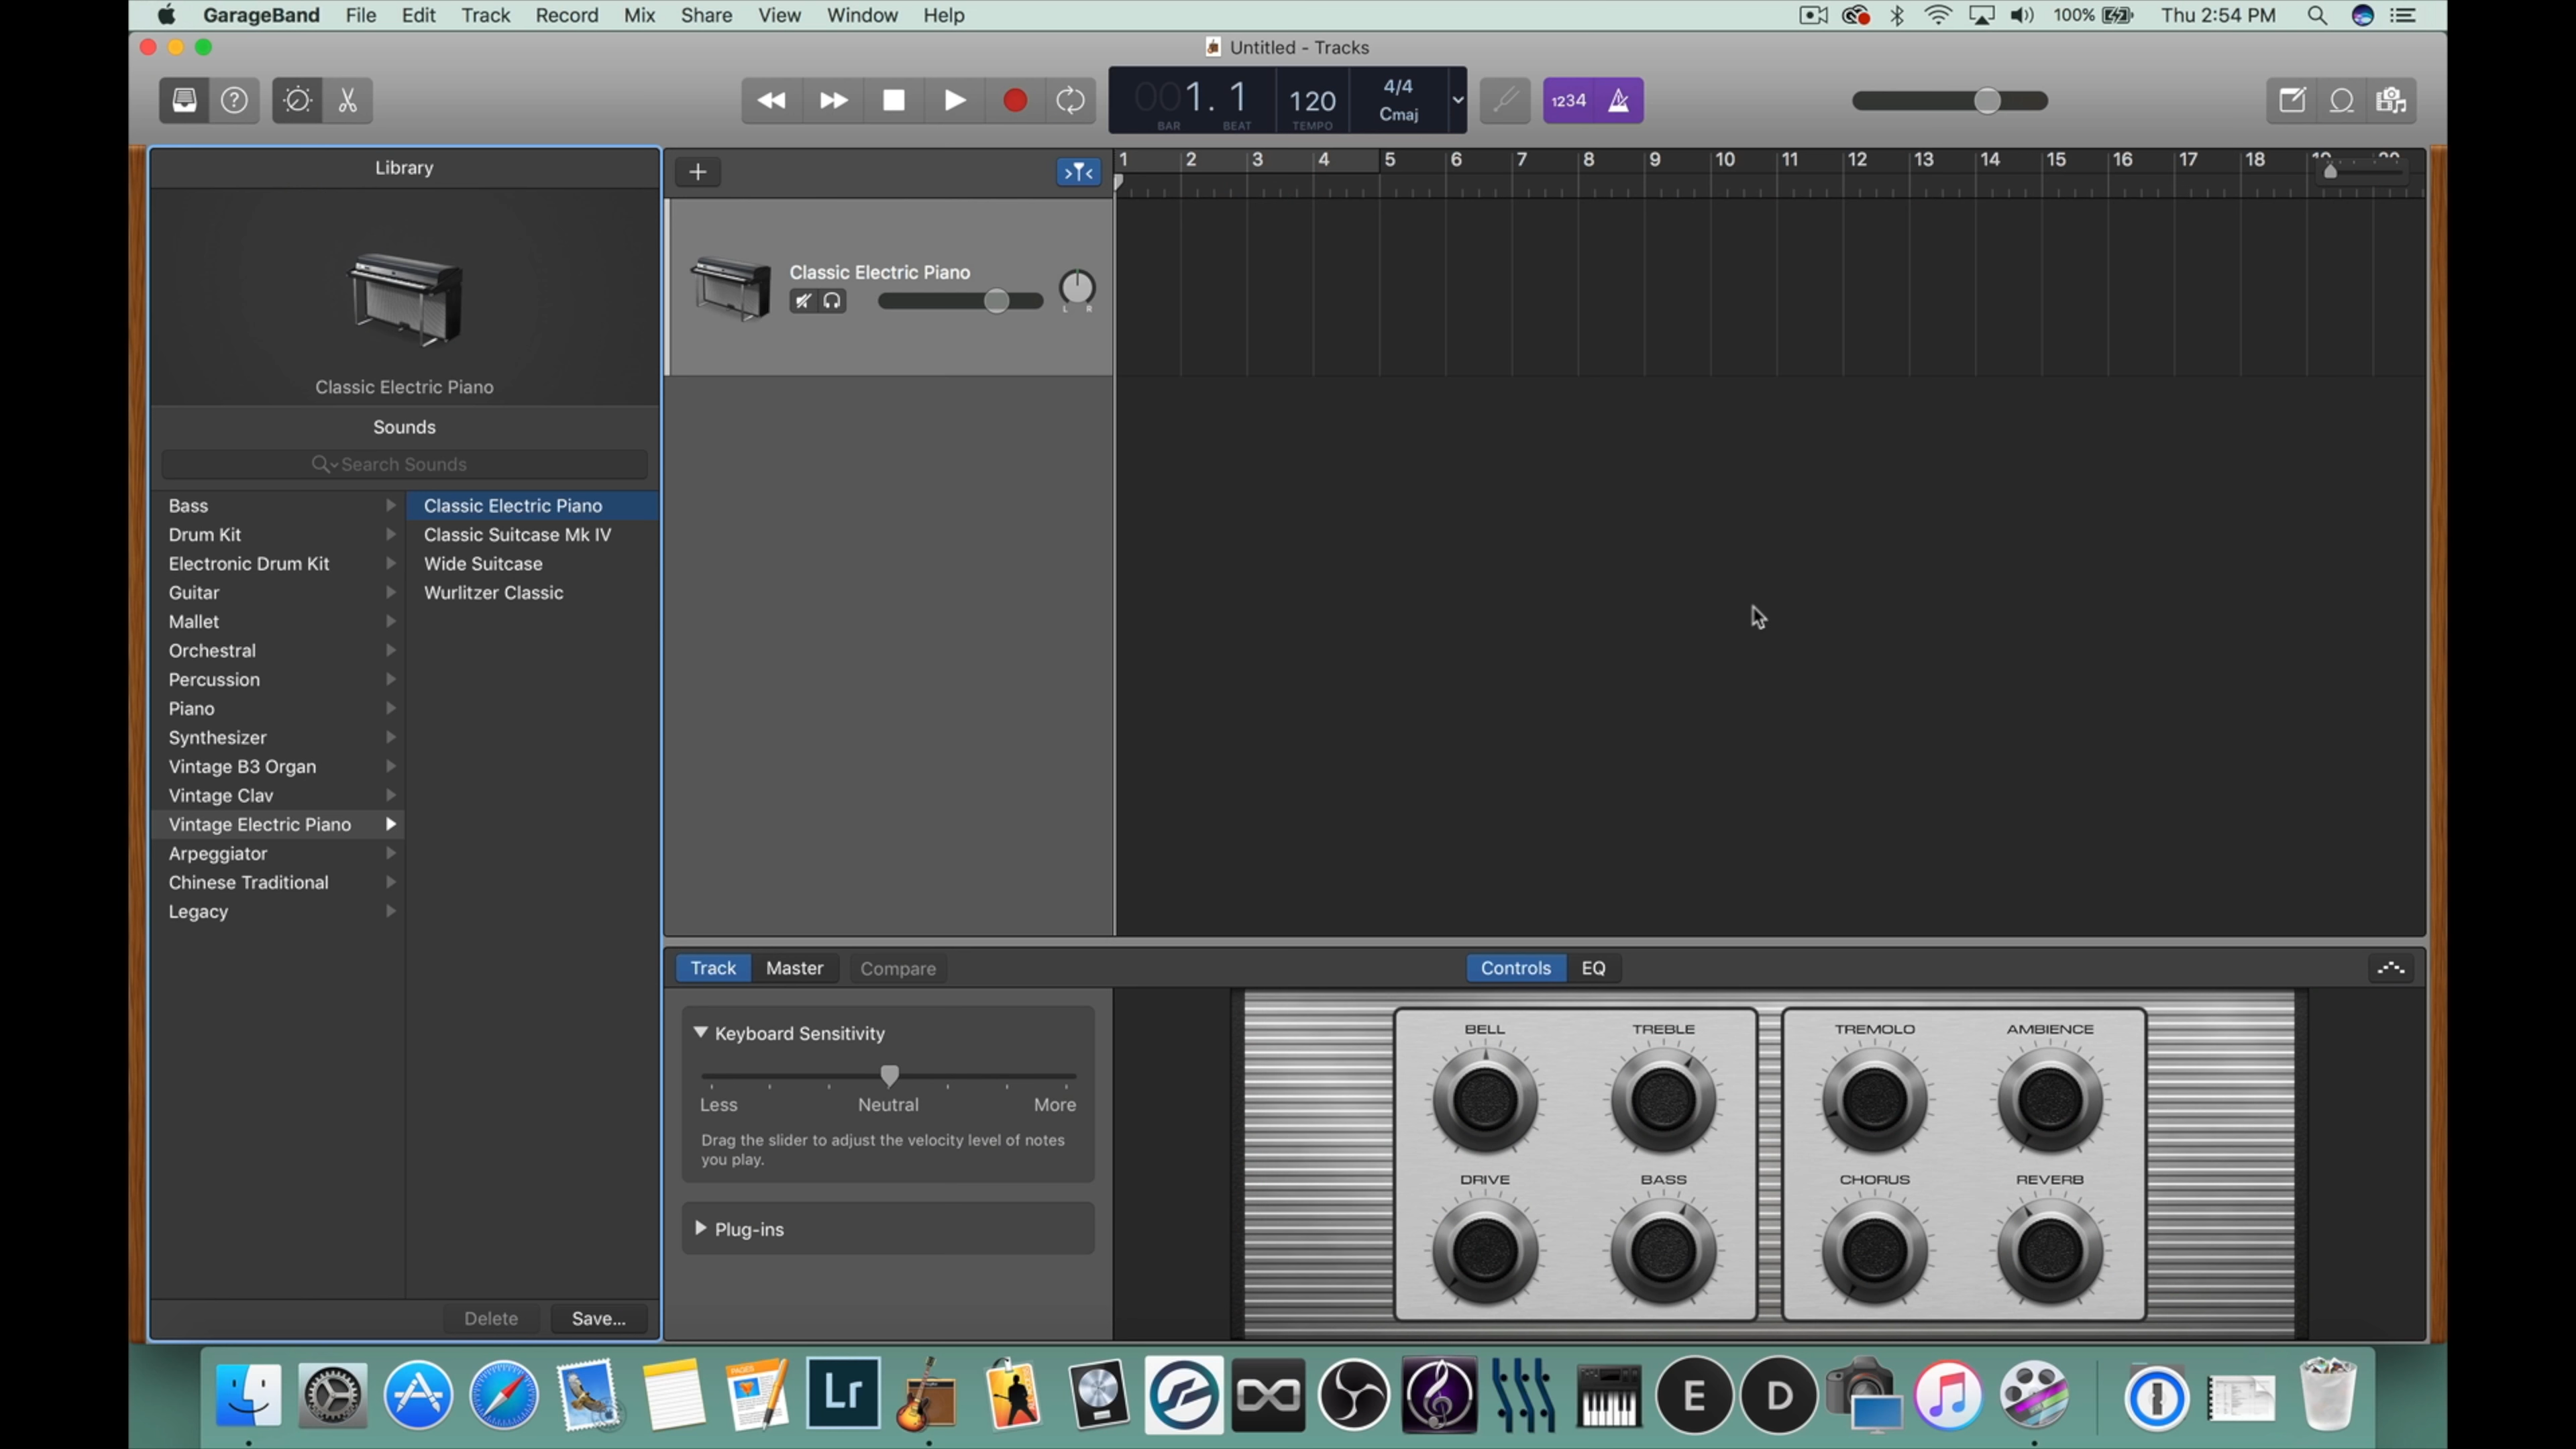 GarageBand File Edit Track Record Mix Share View Window Help 100% Thu 2:54 PM
Untitled - Tracks
001. 1 120 4/4
Cmaj
BAR BEAT TEMPO
1234
Library
Classic Electric Piano
Sounds
Search Sounds
Bass
Drum Kit
Electronic Drum Kit
Guitar
Mallet
Orchestral
Percussion
Piano
Synthesizer
Vintage B3 Organ
Vintage Clav
Vintage Electric Piano
Arpeggiator
Chinese Traditional
Legacy
Classic Electric Piano
Classic Suitcase Mk IV
Wide Suitcase
Wurlitzer Classic
Delete Save...
1 2 3 4 5 6 7 8 9 10 11 12 13 14 15 16 17 18 19 20
Classic Electric Piano
L R
Track Master Compare Controls EQ
Keyboard Sensitivity
Less Neutral More
Drag the slider to adjust the velocity level of notes
you play.
Plug-ins
BELL TREBLE TREMOLO AMBIENCE
DRIVE BASS CHORUS REVERB
PAGES
Lr E D